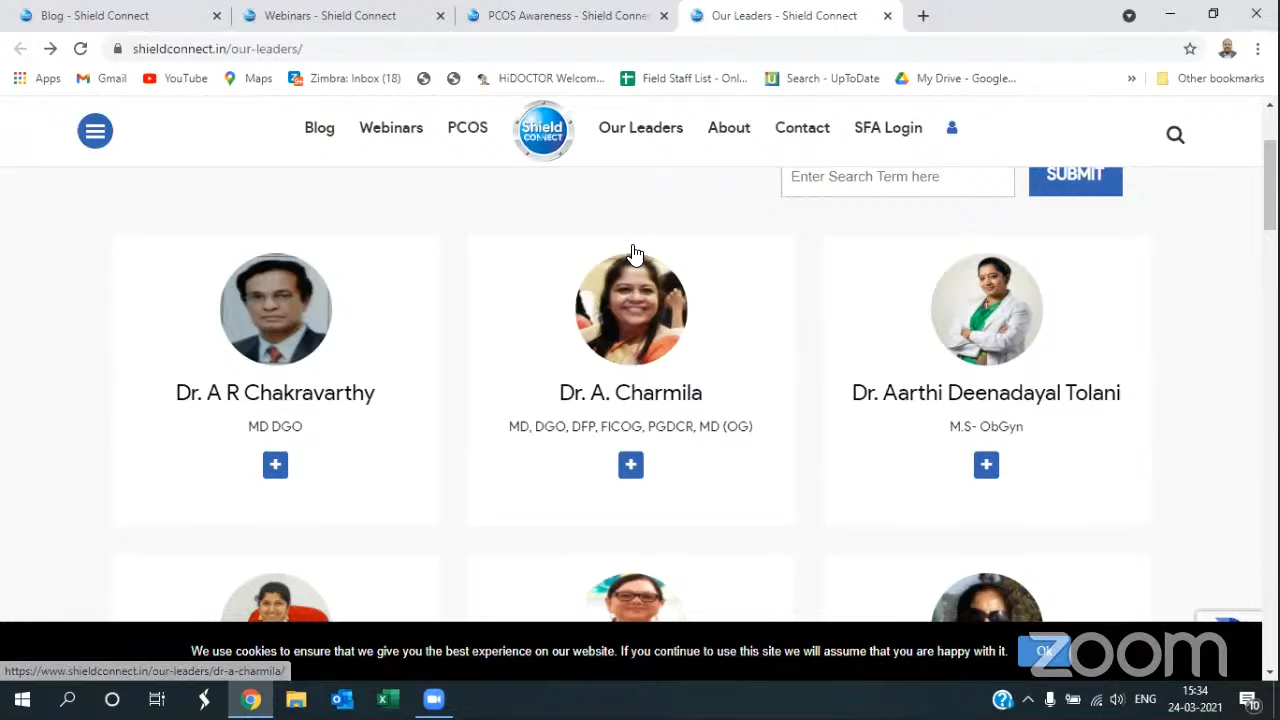 Blog - Shield Connect
Webinars - Shield Connect
PCOS Awareness - Shield Conne
Our Leaders - Shield Connect
shieldconnect.in/our-leaders/
Apps
Gmail
YouTube
Maps
Zimbra: Inbox (18)
HiDOCTOR Welcom...
Field Staff List - Onl...
Search - UpToDate
My Drive - Google...
»
Other bookmarks
Blog
Webinars
PCOS
Shield
CONNECT
Our Leaders
About
Contact
SFA Login
Enter Search Term here
SUBMIT
Dr. A R Chakravarthy
MD DGO
Dr. A. Charmila
MD, DGO, DFP, FICOG, PGDCR, MD (OG)
Dr. Aarthi Deenadayal Tolani
M.S- ObGyn
We use cookies to ensure that we give you the best experience on our website. If you continue to use this site we will assume that you are happy with it.
Ok
zoom
https://www.shieldconnect.in/our-leaders/dr-a-charmila/
ENG
15:34
24-03-2021
10